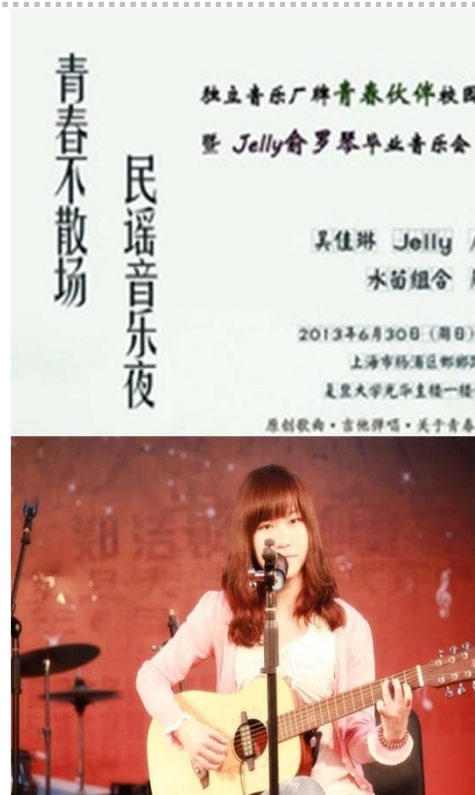 青春不散场
民谣音乐夜
独立音乐厂牌青春伙伴校园
暨 Jelly俞罗琴毕业音乐会
吴佳琳 Jelly
水笛组合
2013年6月30日（周日）
上海市杨浦区邯郸路
复旦大学光华主楼一楼
原创歌曲·吉他弹唱·关于青春